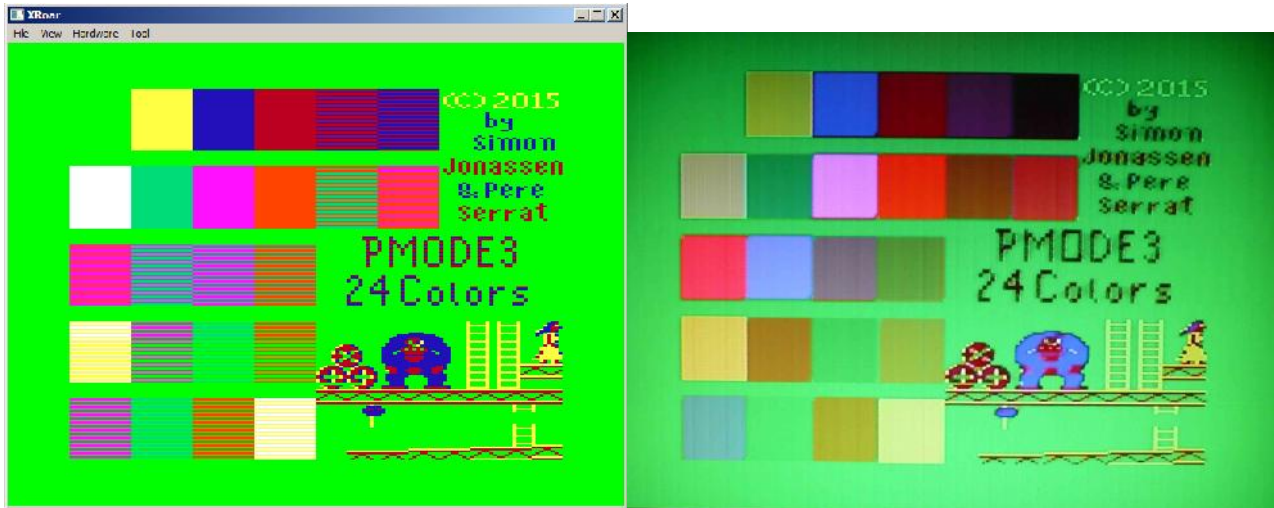 XRoar
File View Hardware Tool
(C) 2015
by
Simon
Jonassen
& Pere
Serrat
PMODE3
24 Colors
(C) 2015
by
Simon
Jonassen
& Pere
Serrat
PMODE3
24 Colors